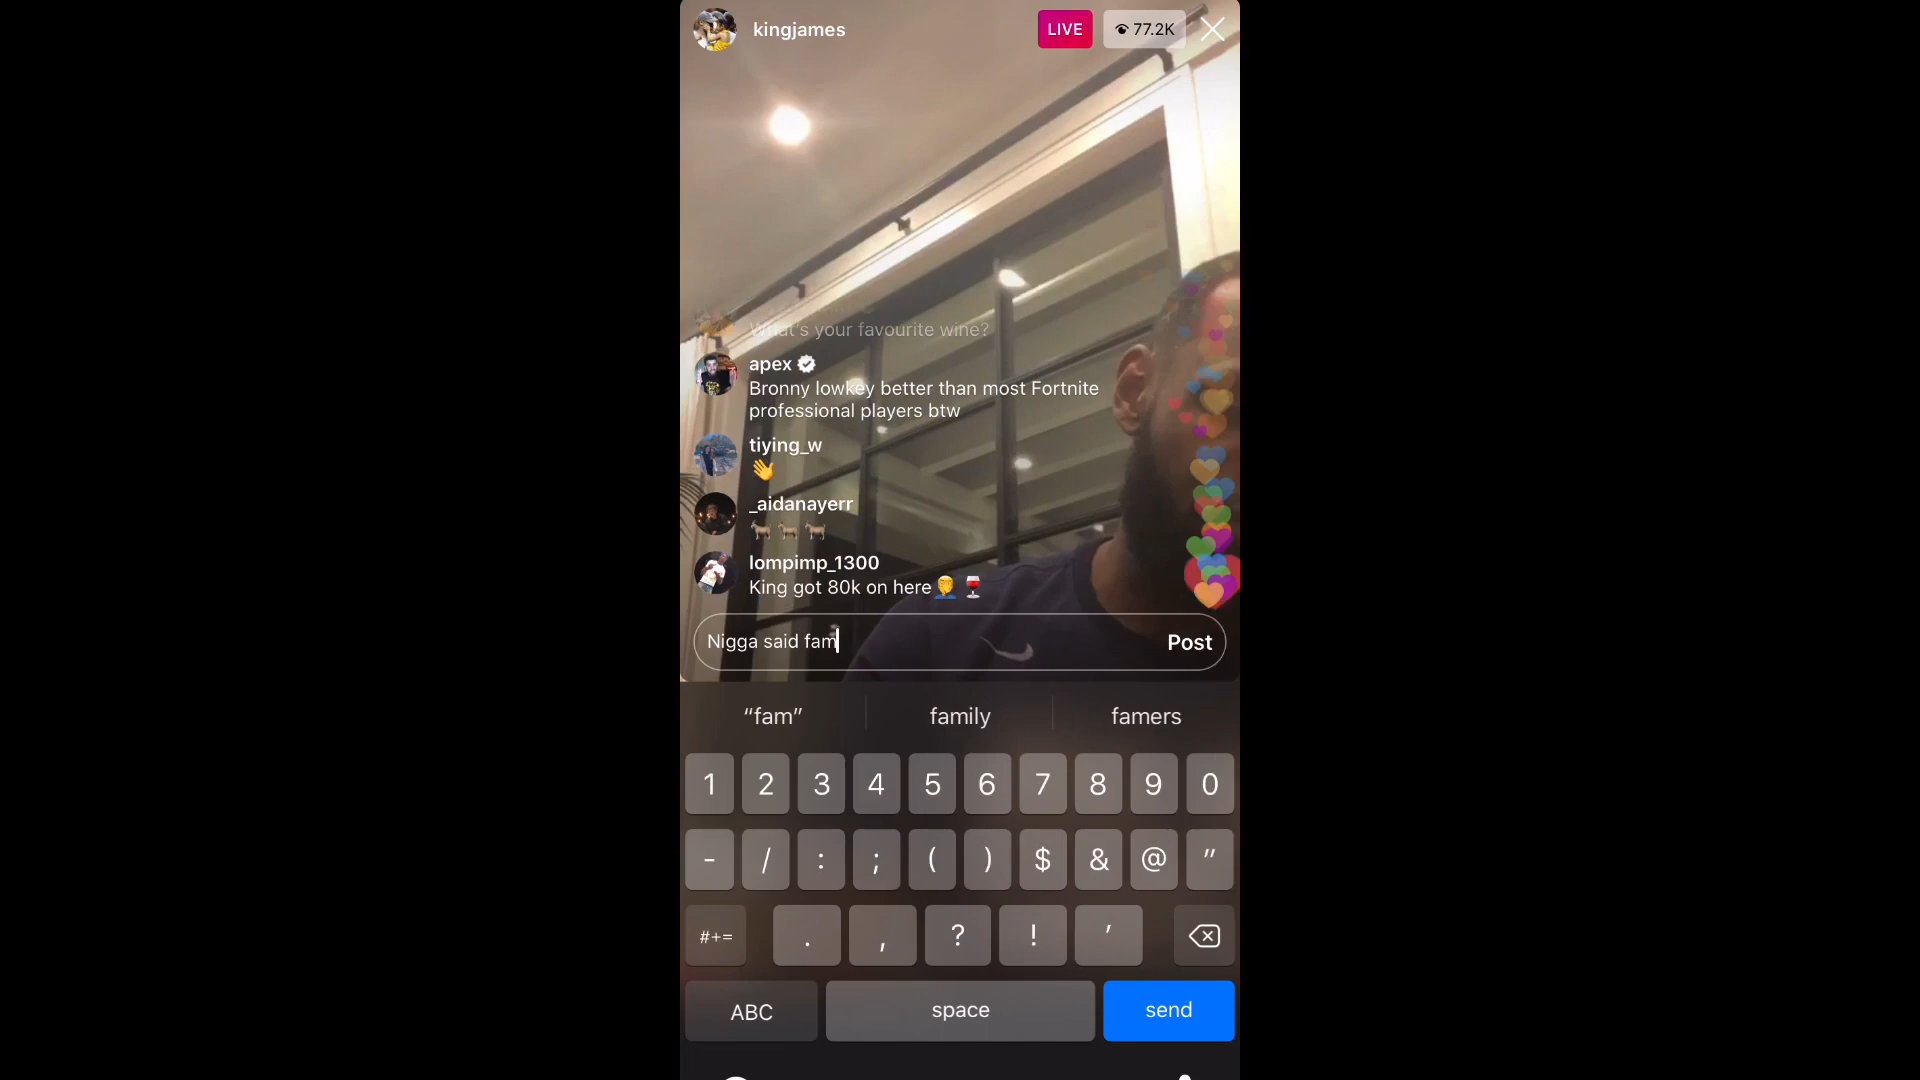 kingjames
LIVE
77.2K
What's your favourite wine?
apex
Bronny lowkey better than most Fortnite
professional players btw
tiying_w
👋
_aidanayerr
🐐🐐🐐
lompimp_1300
King got 80k on here🤦‍♂️🍷
Nigga said fam
Post
“fam”
family
famers
1 2 3 4 5 6 7 8 9 0
- / : ; ( ) $ & @ "
#+= . , ? ! '
ABC
space
send